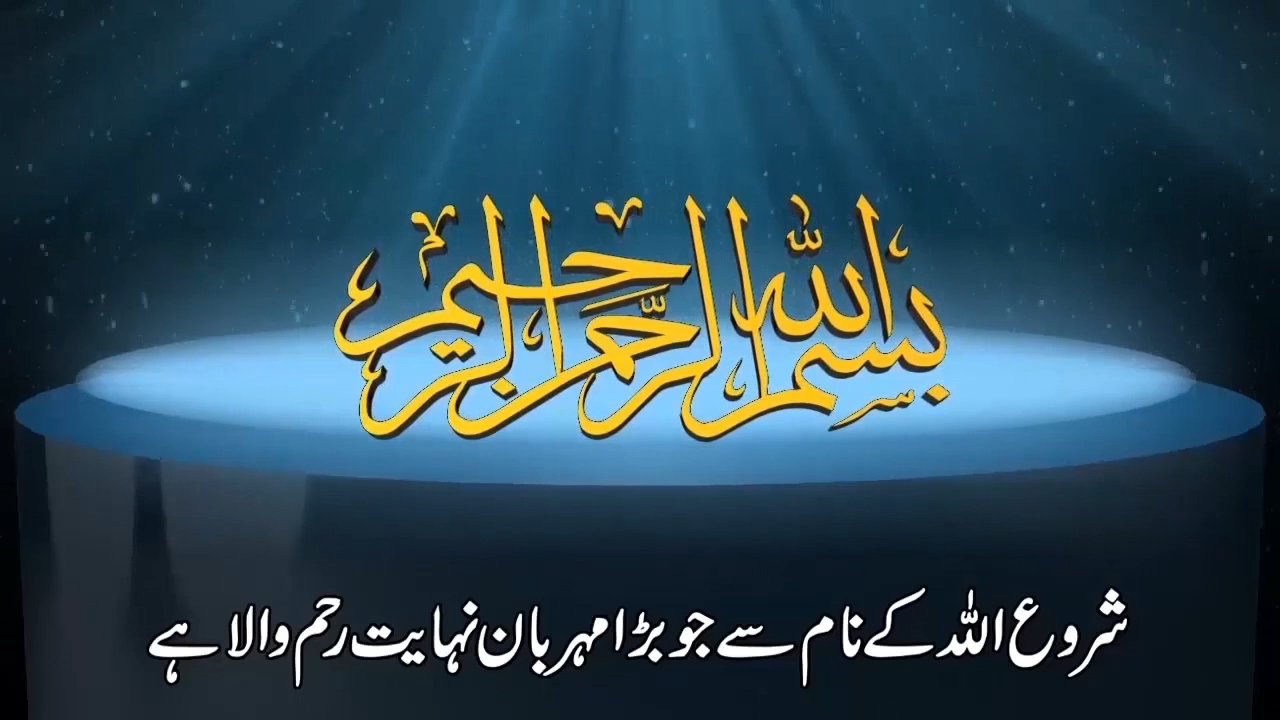 بسم الله الرحمن الرحيم
شروع اللہ کے نام سے جو بڑا مہربان نہایت رحم والا ہے